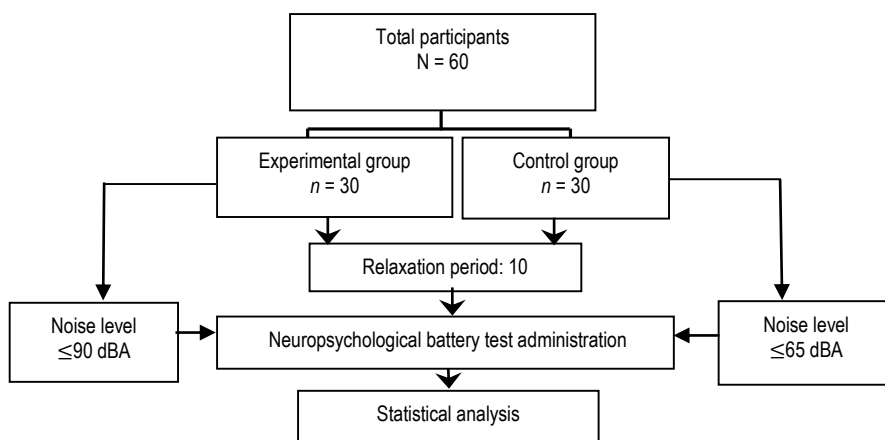 Total participants
N = 60
Experimental group
n = 30
Control group
n = 30
Relaxation period: 10
Noise level
≤90 dBA
Neuropsychological battery test administration
Noise level
≤65 dBA
Statistical analysis